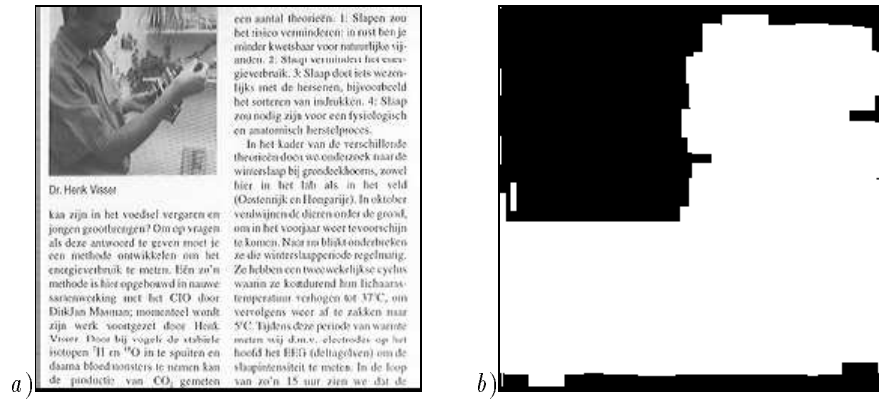 Dr. Henk Visser
kan zijn in het voedsel vergaren en
jongen grootbrengen? Om op vragen
als deze antwoord te geven moet je
een methode ontwikkelen om het
energieverbruik te meten. Eén zo'n
methode is hier opgebouwd in nauwe
samenwerking met het CIO door
DirkJan Masman; momenteel wordt
zijn werk voortgezet door Henk
Visser. Door bij vogels de stabiele
isotopen ²H en ¹⁸O in te spuiten en
daarna bloedmonsters te nemen kan
de productie van CO₂ gemeten
een aantal theorieën. 1: Slapen zou
het risico verminderen: in rust ben je
minder kwetsbaar voor natuurlijke vij-
anden. 2: Slaap vermindert het ener-
gieverbruik. 3: Slaap doet iets wezen-
lijks met de hersenen, bijvoorbeeld
het sorteren van indrukken. 4: Slaap
zou nodig zijn voor een fysiologisch
en anatomisch herstelproces.
In het kader van de verschillende
theorieën doen we onderzoek naar de
winterslaap bij grondeekhoorns, zowel
hier in het lab als in het veld
(Oostenrijk en Hongarije). In oktober
verdwijnen de dieren onder de grond,
om in het voorjaar weer tevoorschijn
te komen. Naar nu blijkt onderbreken
ze die winterslaapperiode regelmatig.
Ze hebben een tweewekelijkse cyclus
waarin ze kortdurend hun lichaams-
temperatuur verhogen tot 37°C, om
vervolgens weer af te zakken naar
5°C. Tijdens deze periode van warmte
meten wij d.m.v. electrodes op het
hoofd het EEG (deltagolven) om de
slaapintensiteit te meten. In de loop
van zo'n 15 uur zien we dat de
a)
b)